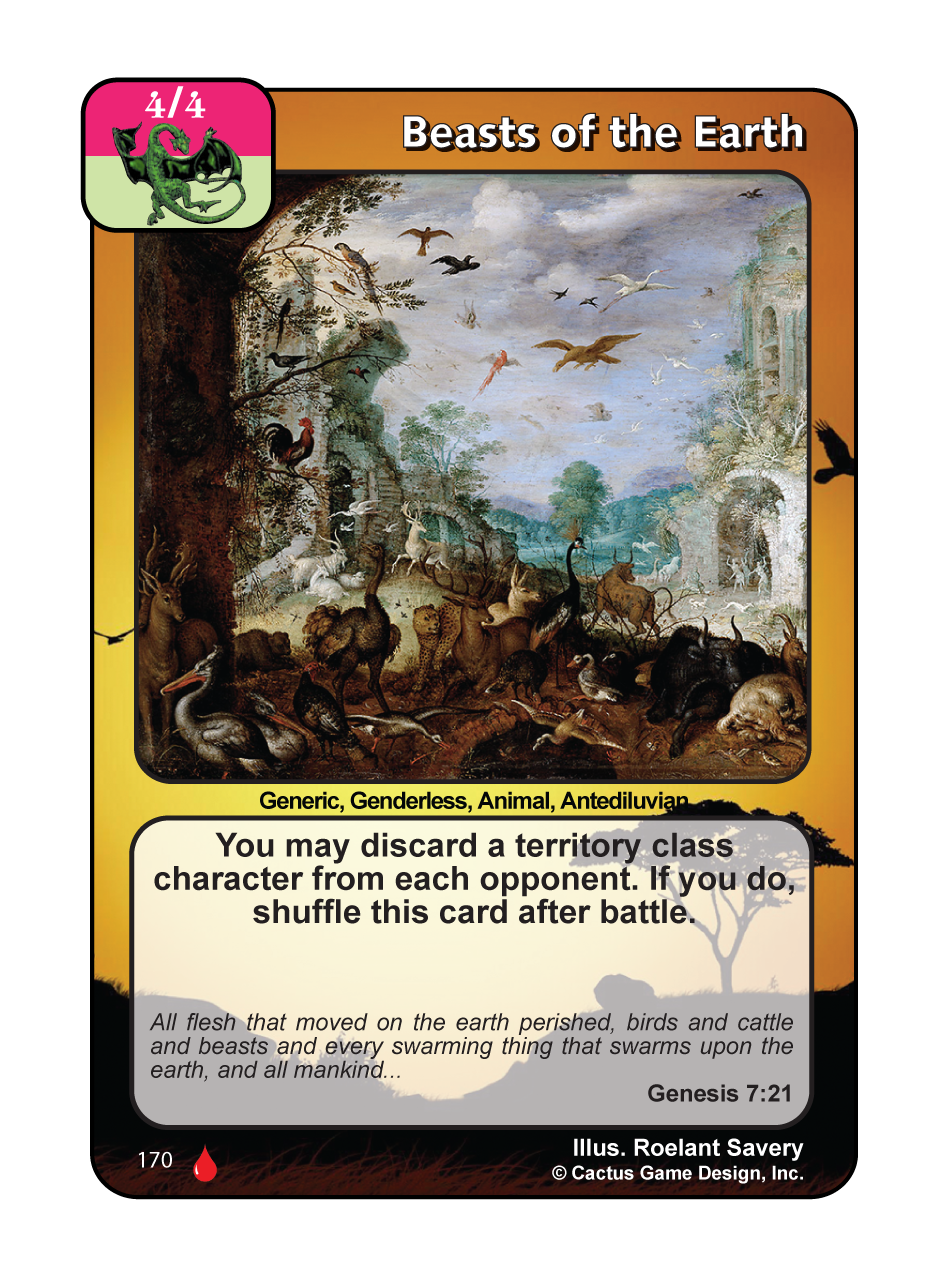 4/4
Beasts of the Earth
Generic, Genderless, Animal, Antediluvian
You may discard a territory class
character from each opponent. If you do,
shuffle this card after battle.
All flesh that moved on the earth perished, birds and cattle
and beasts and every swarming thing that swarms upon the
earth, and all mankind...
Genesis 7:21
170
Illus. Roelant Savery
© Cactus Game Design, Inc.